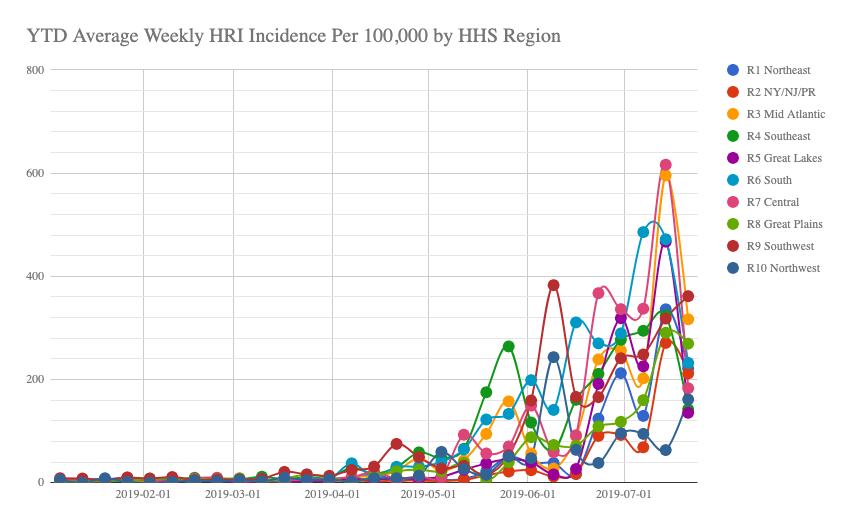 YTD Average Weekly HRI Incidence Per 100,000 by HHS Region
800
600
400
200
0
2019-02-01
2019-03-01
2019-04-01
2019-05-01
2019-06-01
2019-07-01
R1 Northeast
R2 NY/NJ/PR
R3 Mid Atlantic
R4 Southeast
R5 Great Lakes
R6 South
R7 Central
R8 Great Plains
R9 Southwest
R10 Northwest